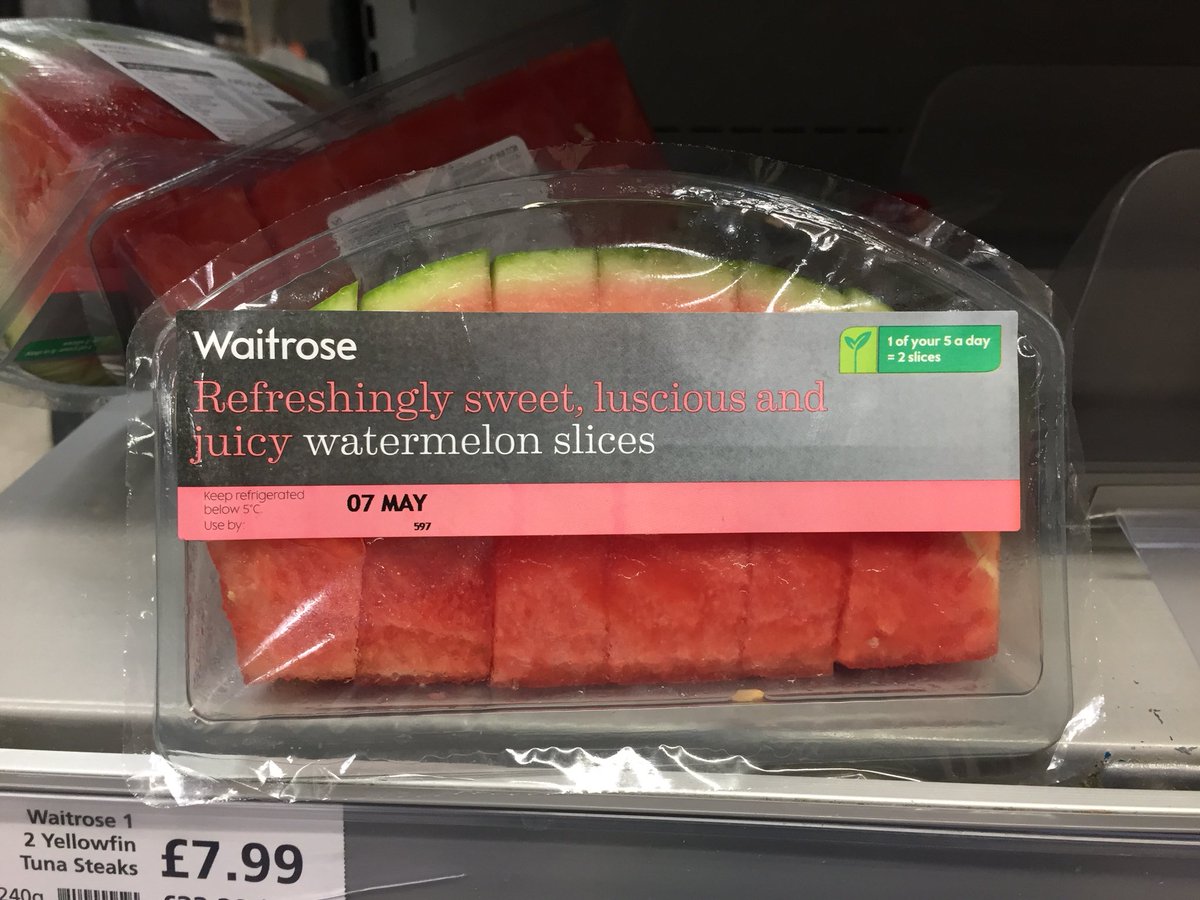 Waitrose
1 of your 5 a day
= 2 slices
Refreshingly sweet, luscious and
juicy watermelon slices
Keep refrigerated
below 5°C.
Use by:
07 MAY
597
Waitrose 1
2 Yellowfin
Tuna Steaks
£7.99
240g